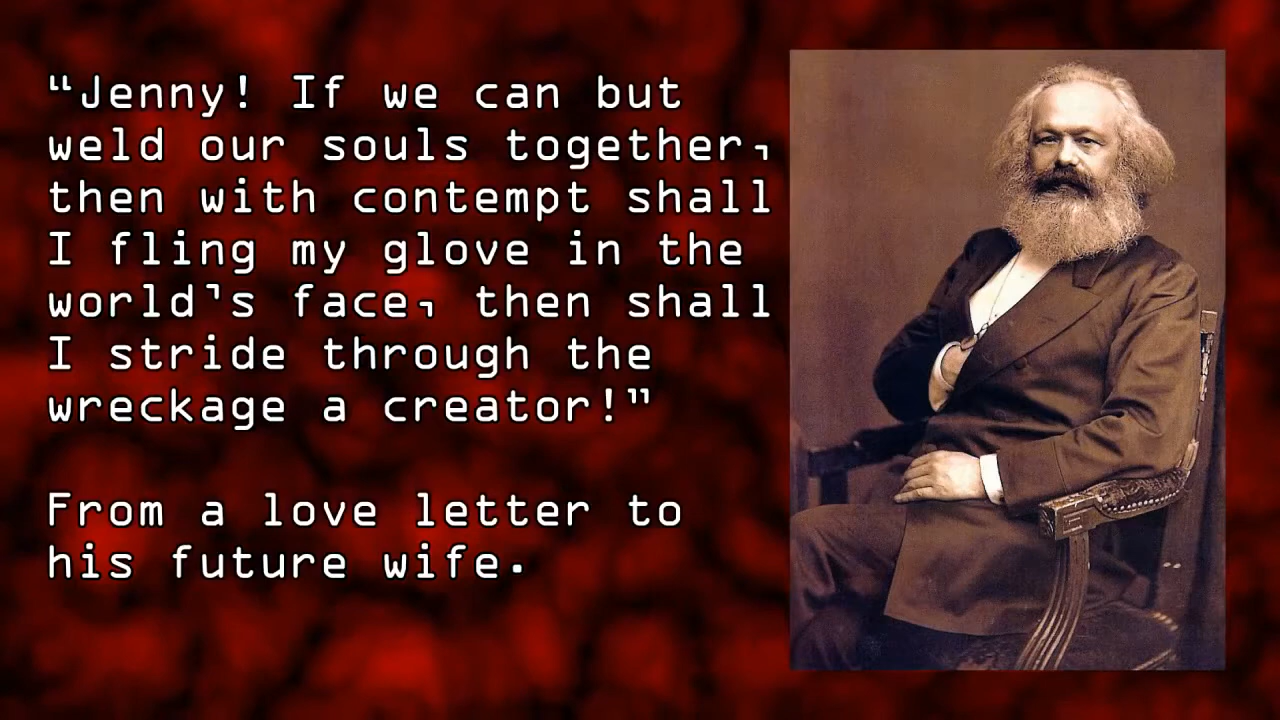 “Jenny! If we can but
weld our souls together,
then with contempt shall
I fling my glove in the
world's face, then shall
I stride through the
wreckage a creator!”
From a love letter to
his future wife.